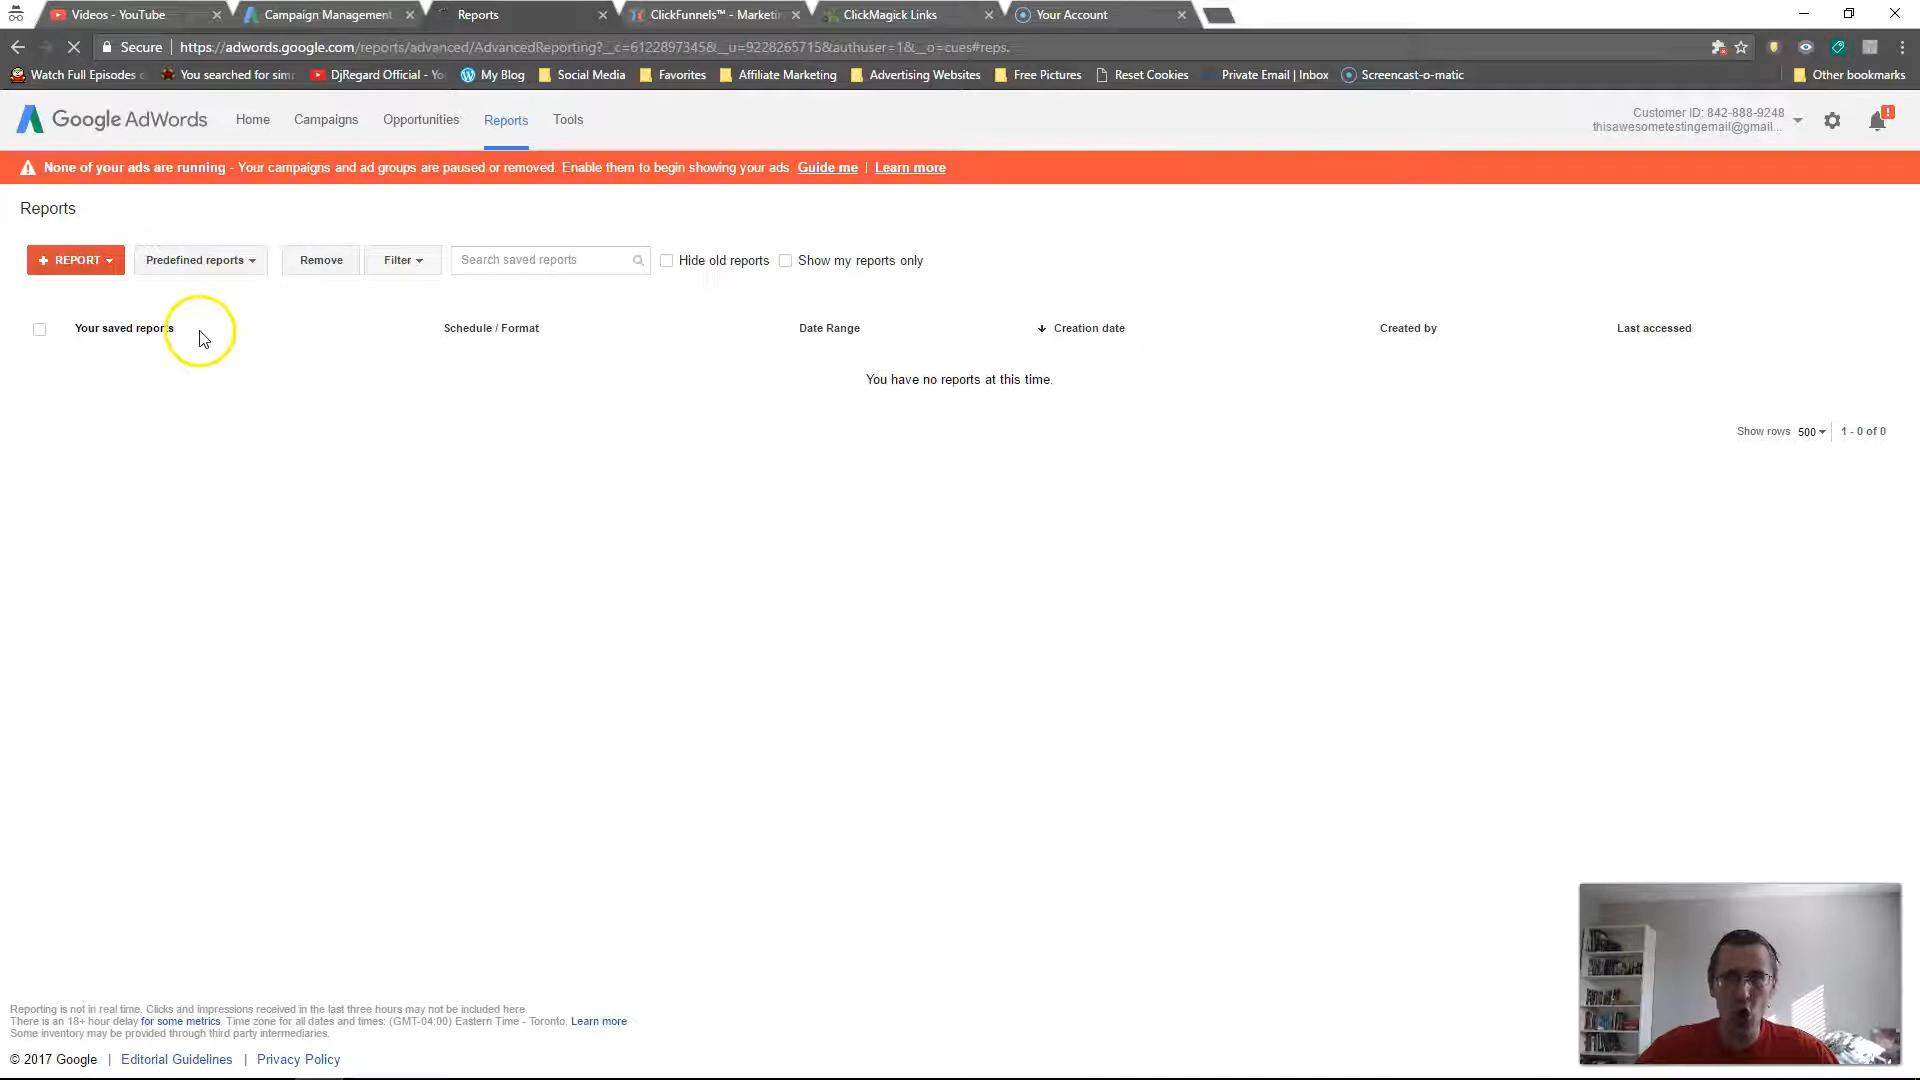 Videos - YouTube
Campaign Management
Reports
ClickFunnels™ - Marketin
ClickMagick Links
Your Account
Secure
https://adwords.google.com/reports/advanced/AdvancedReporting?__c=6122897345&__u=9228265715&authuser=1&__o=cues#reps.
Watch Full Episodes o
You searched for simp
DjRegard Official - Yo
My Blog
Social Media
Favorites
Affiliate Marketing
Advertising Websites
Free Pictures
Reset Cookies
Private Email | Inbox
Screencast-o-matic
Other bookmarks
Google AdWords
Home
Campaigns
Opportunities
Reports
Tools
Customer ID: 842-888-9248
thisawesometestingemail@gmail...
None of your ads are running - Your campaigns and ad groups are paused or removed. Enable them to begin showing your ads. Guide me | Learn more
Reports
+ REPORT
Predefined reports
Remove
Filter
Search saved reports
Hide old reports
Show my reports only
Your saved reports
Schedule / Format
Date Range
Creation date
Created by
Last accessed
You have no reports at this time.
Show rows 500
1 - 0 of 0
Reporting is not in real time. Clicks and impressions received in the last three hours may not be included here.
There is an 18+ hour delay for some metrics. Time zone for all dates and times: (GMT-04:00) Eastern Time - Toronto. Learn more
Some inventory may be provided through third party intermediaries.
© 2017 Google | Editorial Guidelines | Privacy Policy